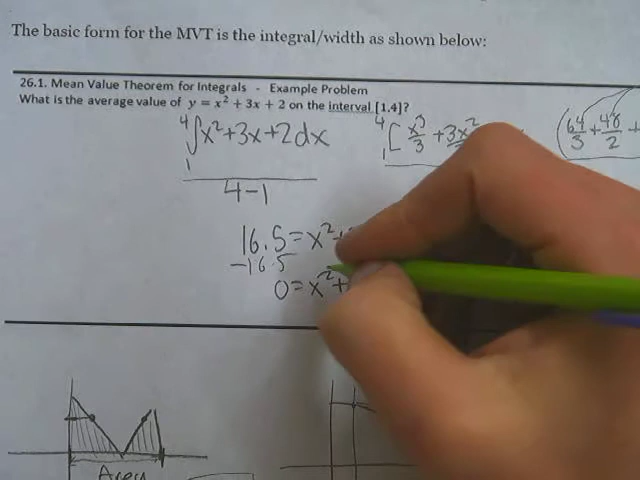 The basic form for the MVT is the integral/width as shown below:
26.1. Mean Value Theorem for Integrals - Example Problem
What is the average value of y = x² + 3x + 2 on the interval [1.4]?
4
∫x²+3x+2dx
1
4-1
4
[x³/3 + 3x²
1
(64/3 + 48/2 +
16.5 = x²
-16.5
0 = x² +
Area